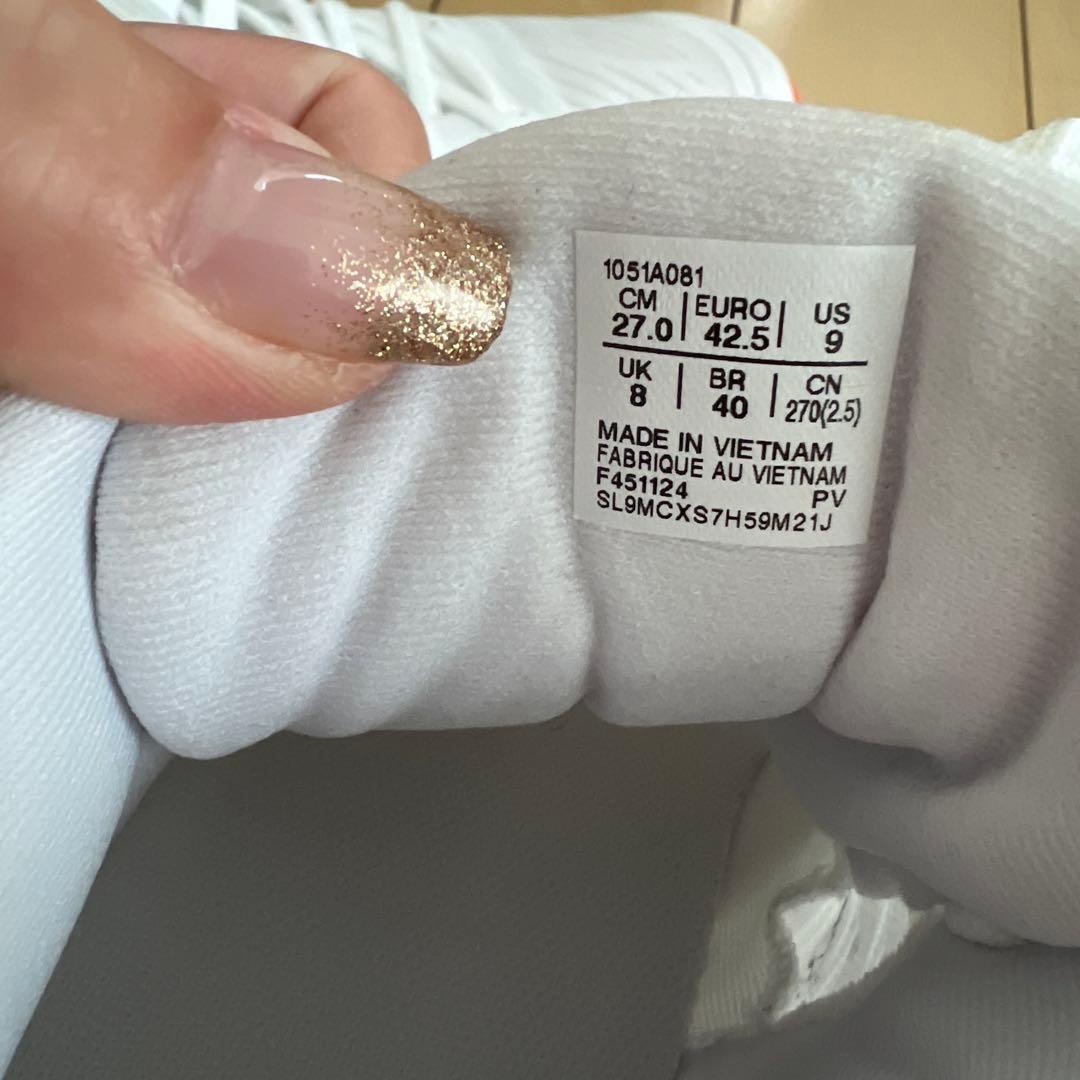 1051A081
CM | EURO | US
27.0 | 42.5 | 9
UK | BR | CN
8 | 40 | 270(2.5)
MADE IN VIETNAM
FABRIQUE AU VIETNAM
F451124 PV
SL9MCXS7H59M21J